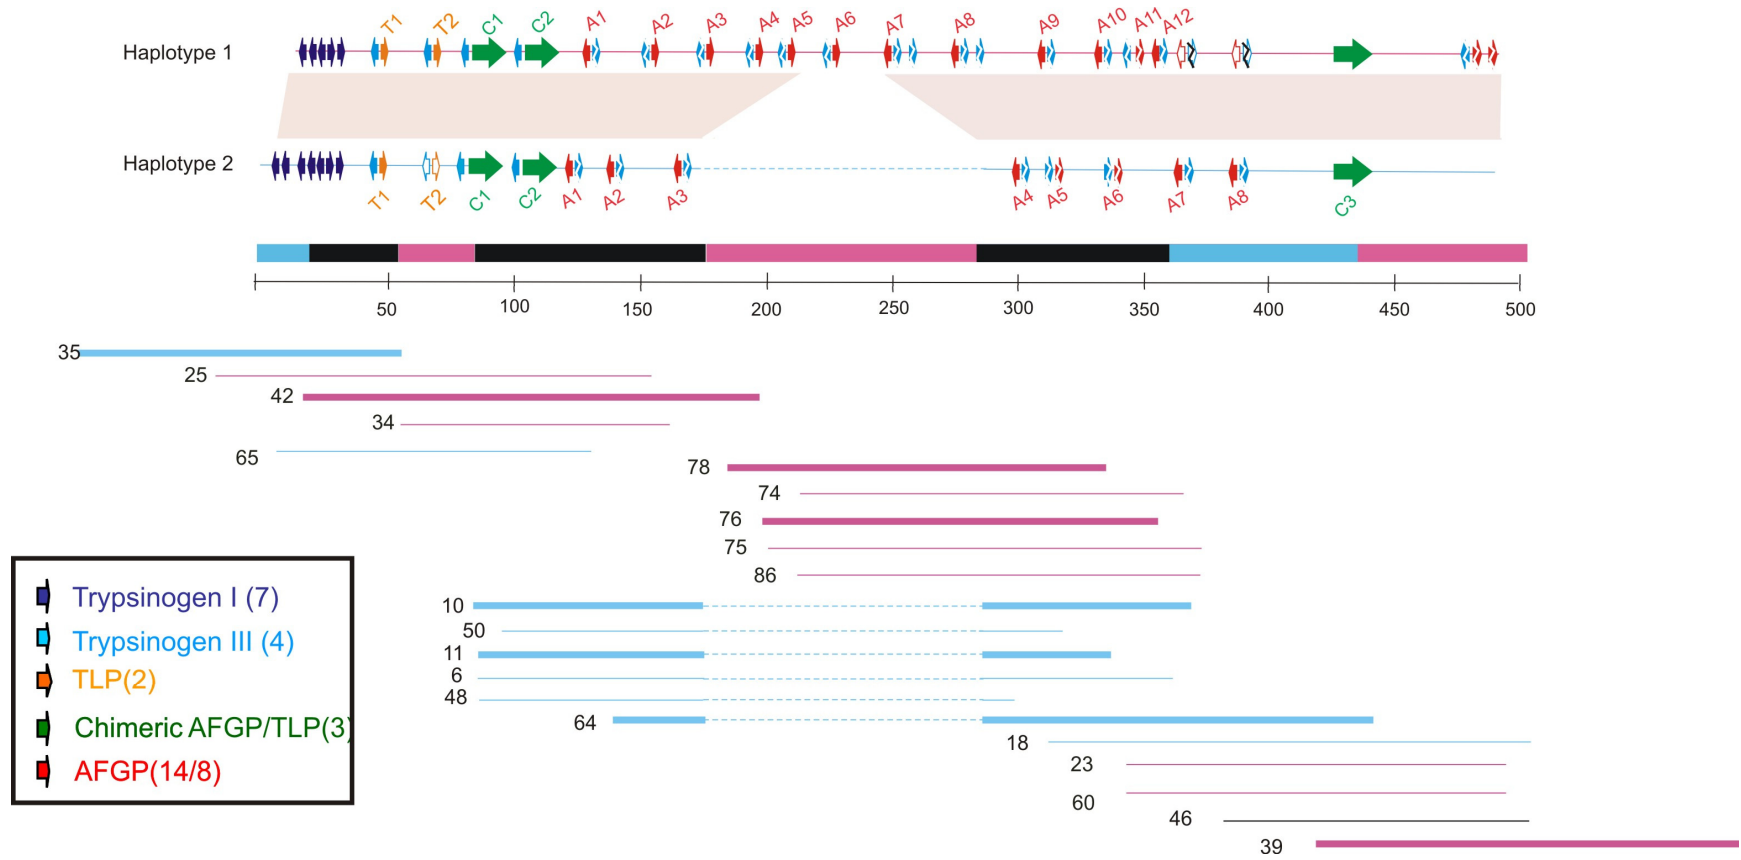 T1 T2 C1 C2 A1 A2 A3 A4 A5 A6 A7 A8 A9 A10 A11 A12
Haplotype 1
Haplotype 2
T1 T2 C1 C2 A1 A2 A3 A4 A5 A6 A7 A8 C3
50 100 150 200 250 300 350 400 450 500
35
25
42
34
65
78
74
76
75
86
10
50
11
6
48
64
18
23
60
46
39
Trypsinogen I (7)
Trypsinogen III (4)
TLP(2)
Chimeric AFGP/TLP(3)
AFGP(14/8)